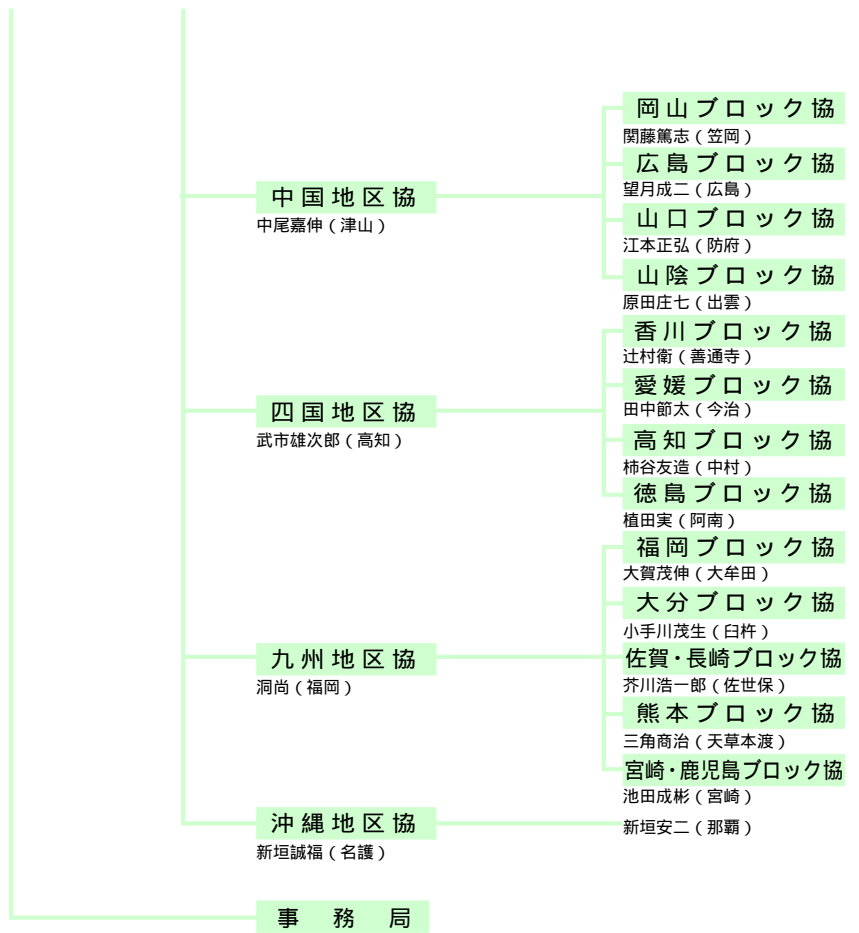 岡山ブロック協
関藤篤志（笠岡）
広島ブロック協
望月成二（広島）
中国地区協
中尾嘉伸（津山）
山口ブロック協
江本正弘（防府）
山陰ブロック協
原田庄七（出雲）
香川ブロック協
辻村衛（善通寺）
愛媛ブロック協
田中節太（今治）
四国地区協
武市雄次郎（高知）
高知ブロック協
柿谷友造（中村）
徳島ブロック協
植田実（阿南）
福岡ブロック協
大賀茂伸（大牟田）
大分ブロック協
小手川茂生（臼杵）
九州地区協
洞尚（福岡）
佐賀・長崎ブロック協
芥川浩一郎（佐世保）
熊本ブロック協
三角商治（天草本渡）
宮崎・鹿児島ブロック協
池田成彬（宮崎）
沖縄地区協
新垣誠福（名護）
新垣安二（那覇）
事務局